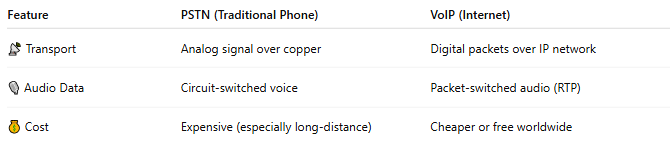 Feature PSTN (Traditional Phone) VoIP (Internet)
Transport Analog signal over copper Digital packets over IP network
Audio Data Circuit-switched voice Packet-switched audio (RTP)
Cost Expensive (especially long-distance) Cheaper or free worldwide